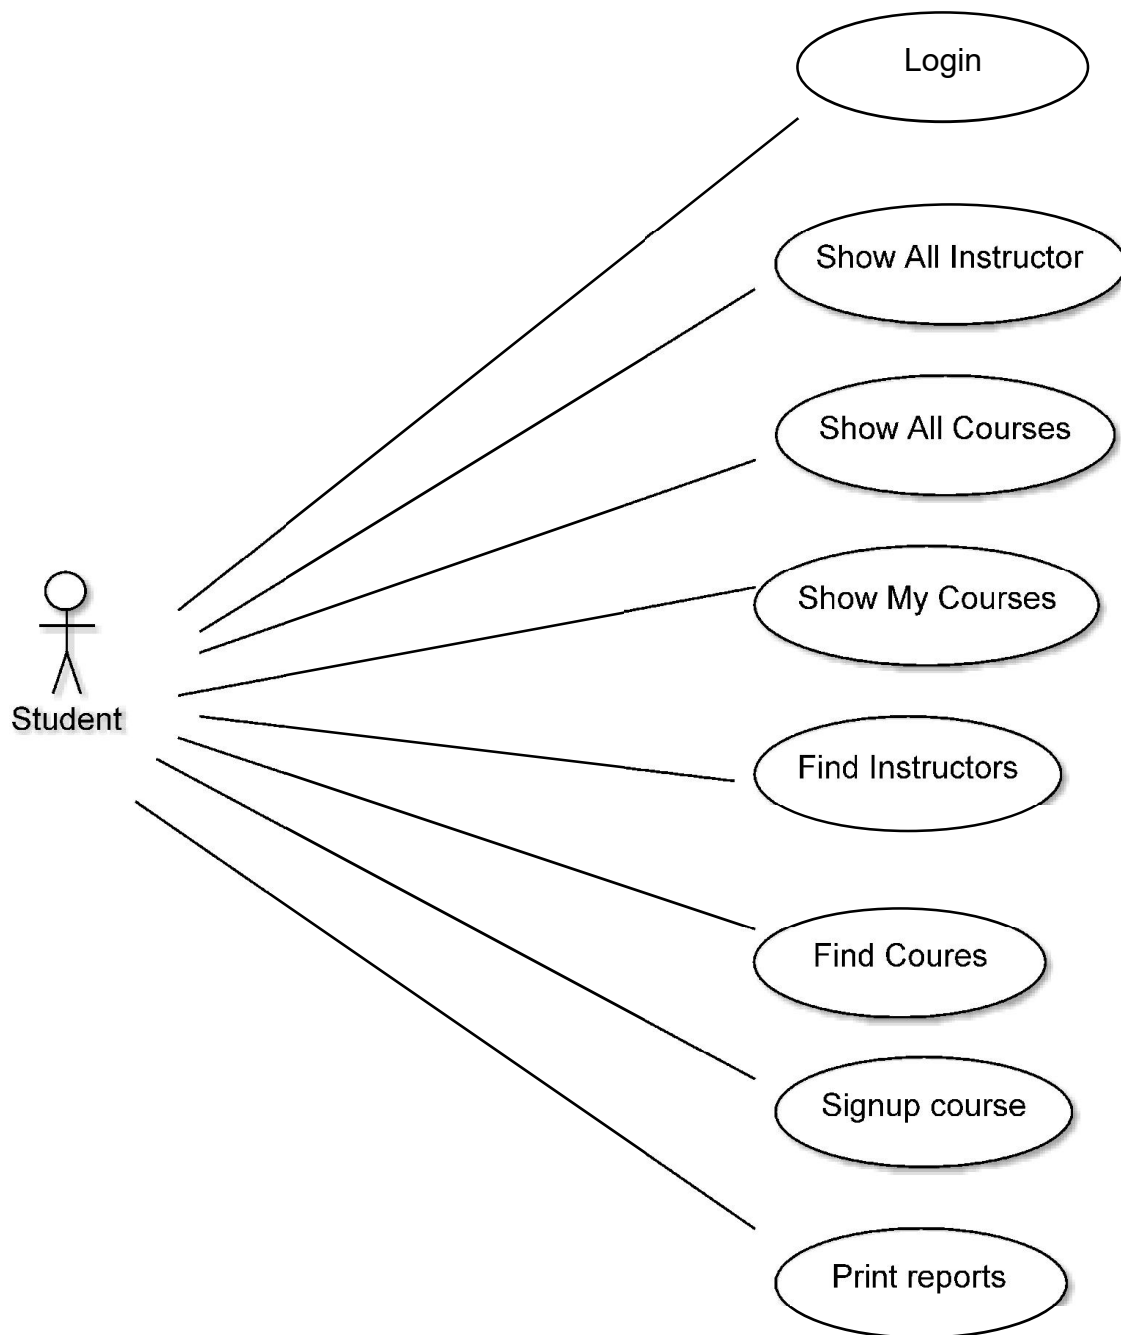 Login
Show All Instructor
Show All Courses
Show My Courses
Student
Find Instructors
Find Coures
Signup course
Print reports